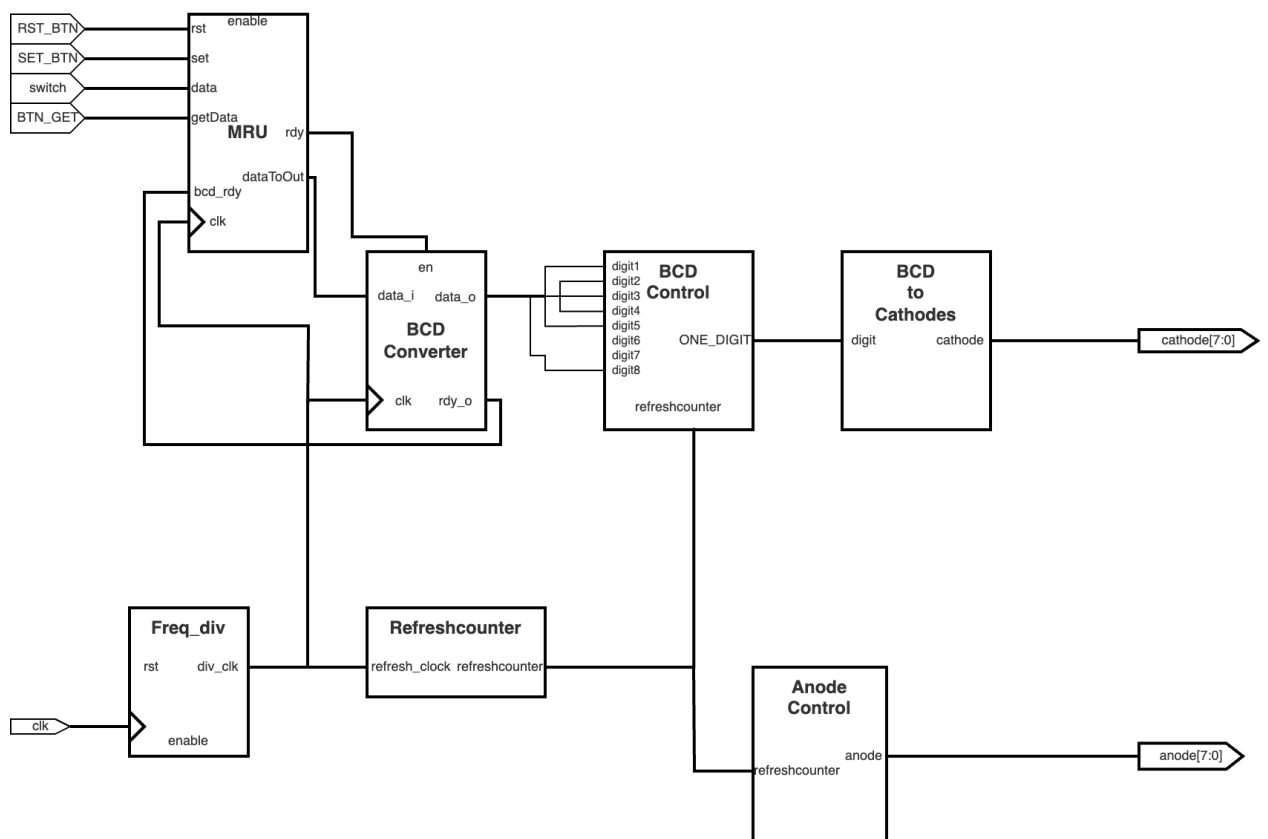 RST_BTN
SET_BTN
switch
BTN_GET
enable
rst
set
data
getData
MRU
rdy
dataToOut
bcd_rdy
clk
en
data_i
data_o
BCD
Converter
clk
rdy_o
digit1
digit2
digit3
digit4
digit5
digit6
digit7
digit8
BCD
Control
ONE_DIGIT
refreshcounter
BCD
to
Cathodes
digit
cathode
cathode[7:0]
clk
Freq_div
rst
div_clk
enable
Refreshcounter
refresh_clock
refreshcounter
Anode
Control
anode
refreshcounter
anode[7:0]